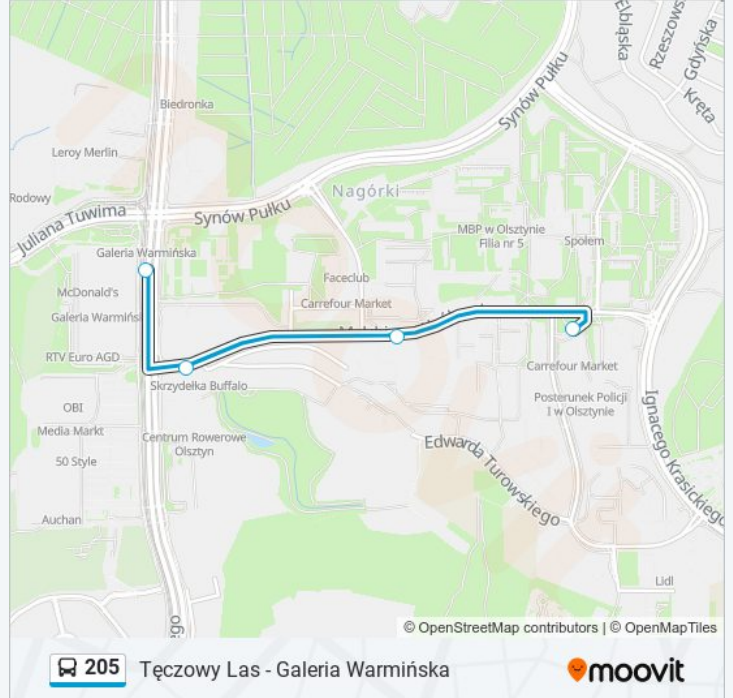 Elbląska
Gdyńska
Kręta
Synów Pułku
Biedronka
Leroy Merlin
Rodowy
Juliana Tuwima
Synów Pułku
Nagórki
MBP w Olsztynie
Filia nr 5
Społem
Galeria Warmińska
Faceclub
McDonald's
Carrefour Market
RTV Euro AGD
Skrzydełka Buffalo
Carrefour Market
Posterunek Policji
I w Olsztynie
OBI
Media Markt
Centrum Rowerowe
Olsztyn
50 Style
Edwarda Turowskiego
Ignacego Krasickiego
Auchan
Lidl
© OpenStreetMap contributors | © OpenMapTiles
205 Tęczowy Las - Galeria Warmińska
moovit